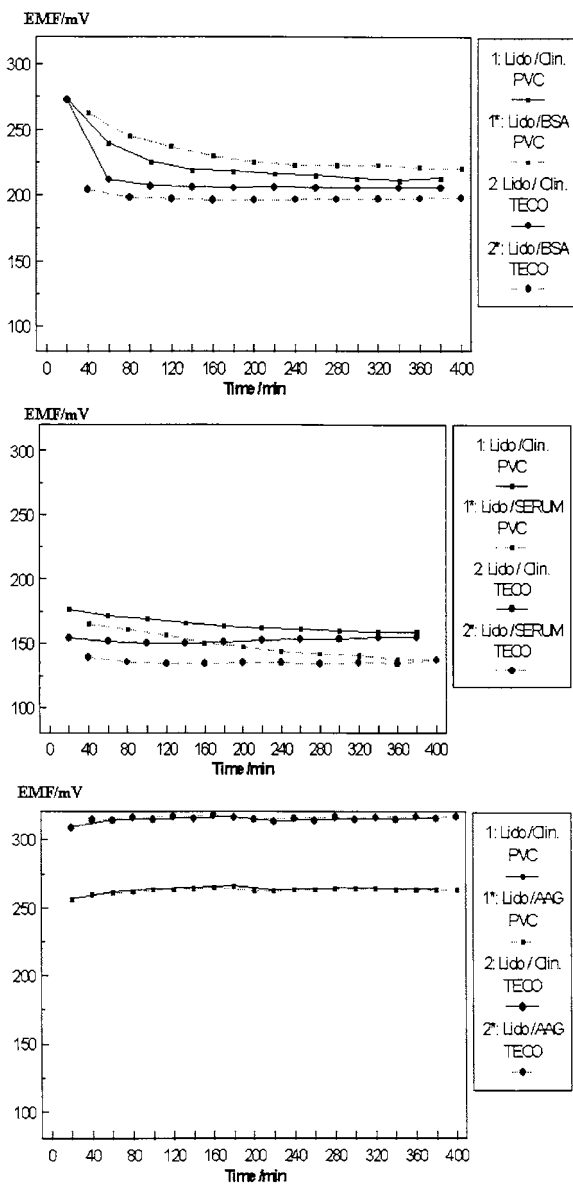 EMF/mV
300
250
200
150
100
0 40 80 120 160 200 240 280 320 360 400
Time/min
1: Lido/Clin.
PVC
1*: Lido/BSA
PVC
2: Lido/Clin.
TECO
2*: Lido/BSA
TECO
EMF/mV
300
250
200
150
100
0 40 80 120 160 200 240 280 320 360 400
Time/min
1: Lido/Clin.
PVC
1*: Lido/SERUM
PVC
2: Lido/Clin.
TECO
2*: Lido/SERUM
TECO
EMF/mV
300
250
200
150
100
0 40 80 120 160 200 240 280 320 360 400
Time/min
1: Lido/Clin.
PVC
1*: Lido/AAG
PVC
2: Lido/Clin.
TECO
2*: Lido/AAG
TECO